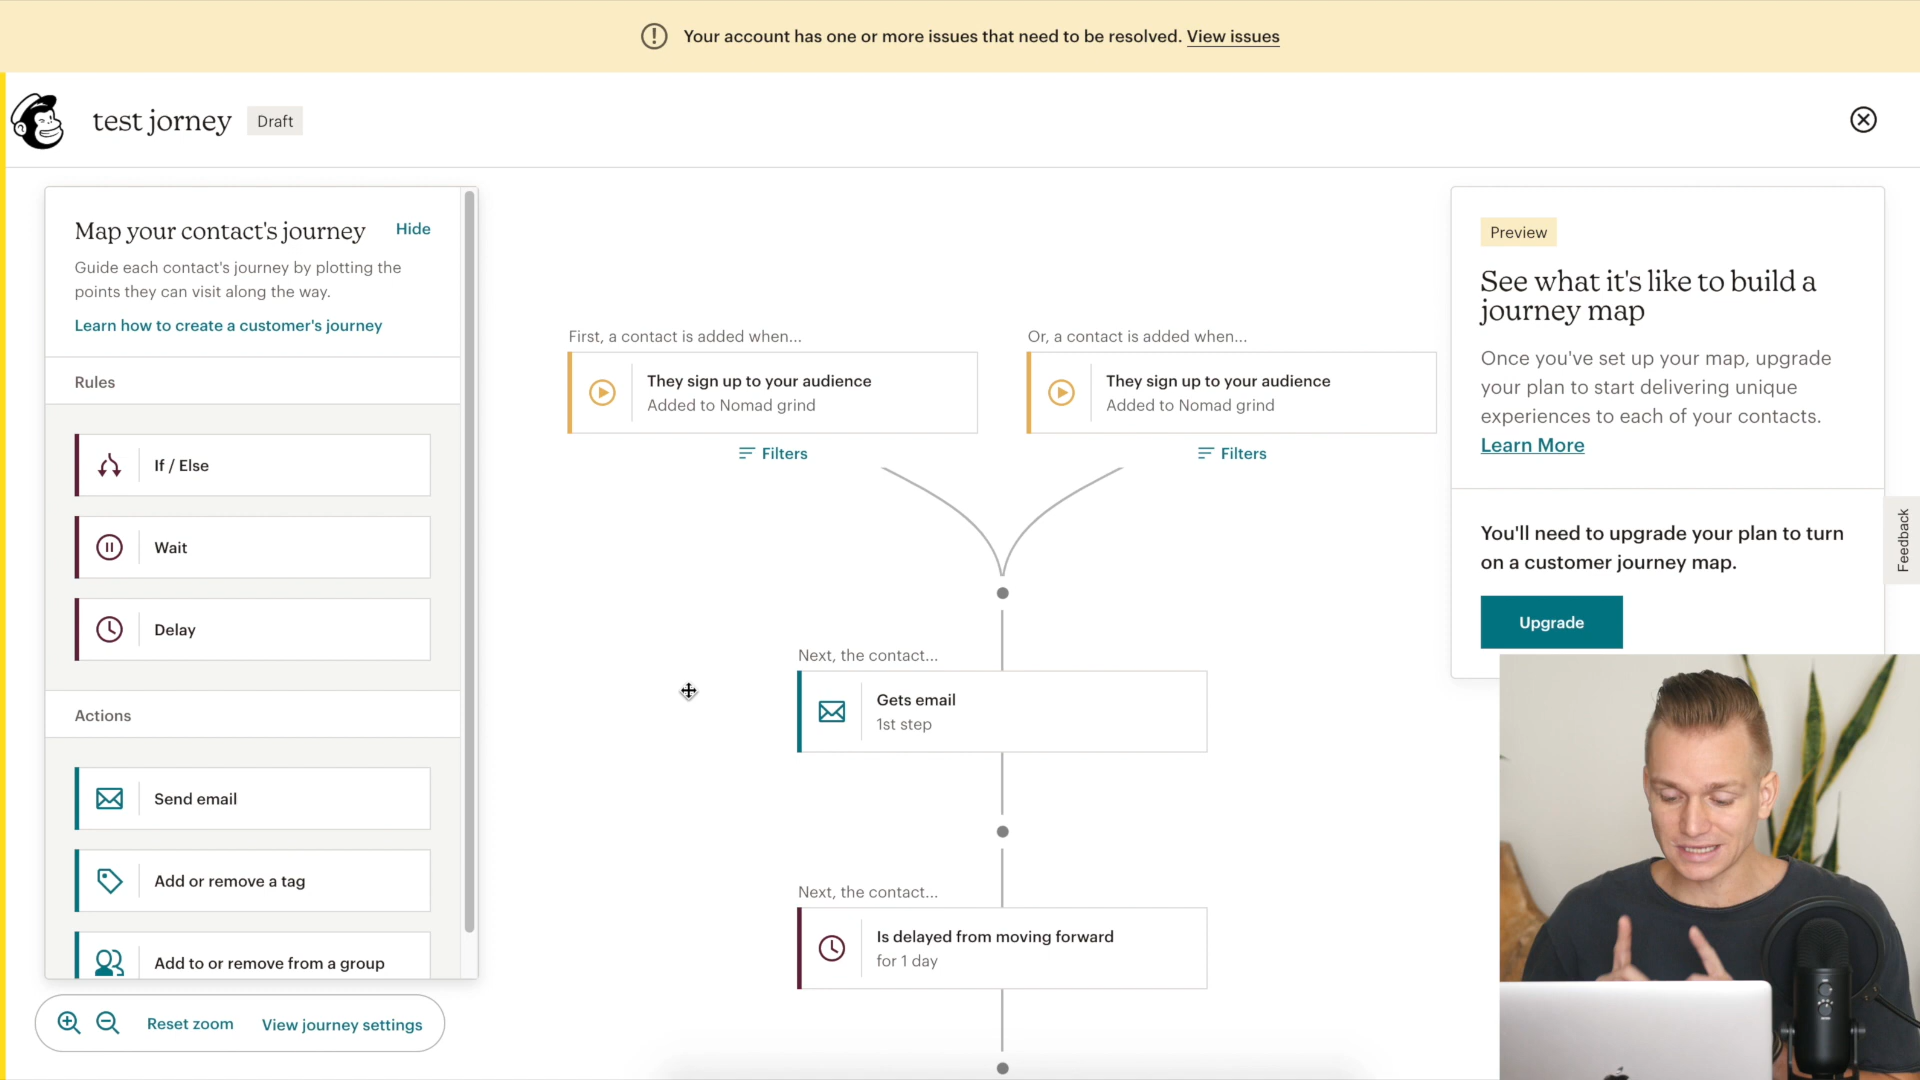 Your account has one or more issues that need to be resolved. View issues
test jorney
Draft
Map your contact's journey
Hide
Guide each contact's journey by plotting the
points they can visit along the way.
Learn how to create a customer's journey
Rules
If / Else
Wait
Delay
Actions
Send email
Add or remove a tag
Add to or remove from a group
Reset zoom
View journey settings
First, a contact is added when...
They sign up to your audience
Added to Nomad grind
Filters
Or, a contact is added when...
They sign up to your audience
Added to Nomad grind
Filters
Next, the contact...
Gets email
1st step
Next, the contact...
Is delayed from moving forward
for 1 day
Preview
See what it's like to build a
journey map
Once you've set up your map, upgrade
your plan to start delivering unique
experiences to each of your contacts.
Learn More
You'll need to upgrade your plan to turn
on a customer journey map.
Upgrade
Feedback